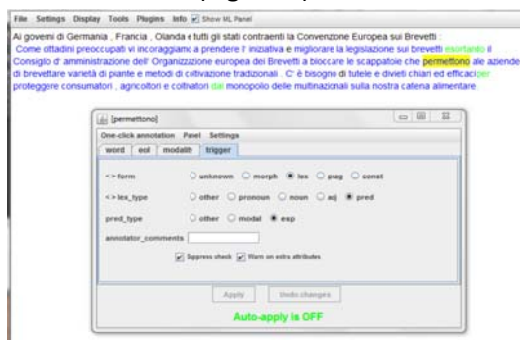 File Settings Display Tools Plugins Info Show ML Panel
Ai goveni di Germania , Francia , Olanda e tutti gli stati contraenti la Convenzione Europea sui Brevetti :
Come cittadini preoccupati vi incoraggiamo a prendere l' iniziativa e migliorare la legislazione sui brevetti esortando il
Consiglio d' amministrazione dell' Organizzazione europea dei Brevetti a bloccare le scappatoie che permettono ale aziende
di brevettare varietà di piante e metodi di coltivazione tradizionali . C' è bisogno di tutele e divieti chiari ed efficaci per
proteggere consumatori , agricoltori e coltivatori dal monopolio delle multinazionali sulla nostra catena alimentare
[permettono]
One-click annotation Panel Settings
word eol modalité trigger
<-> form unknown morph lex pwg const
<> lex_type other pronoun noun adj pred
pred_type other modal exp
annotator_comments
Suppress check Warn on extra attributes
Apply Undo changes
Auto-apply is OFF